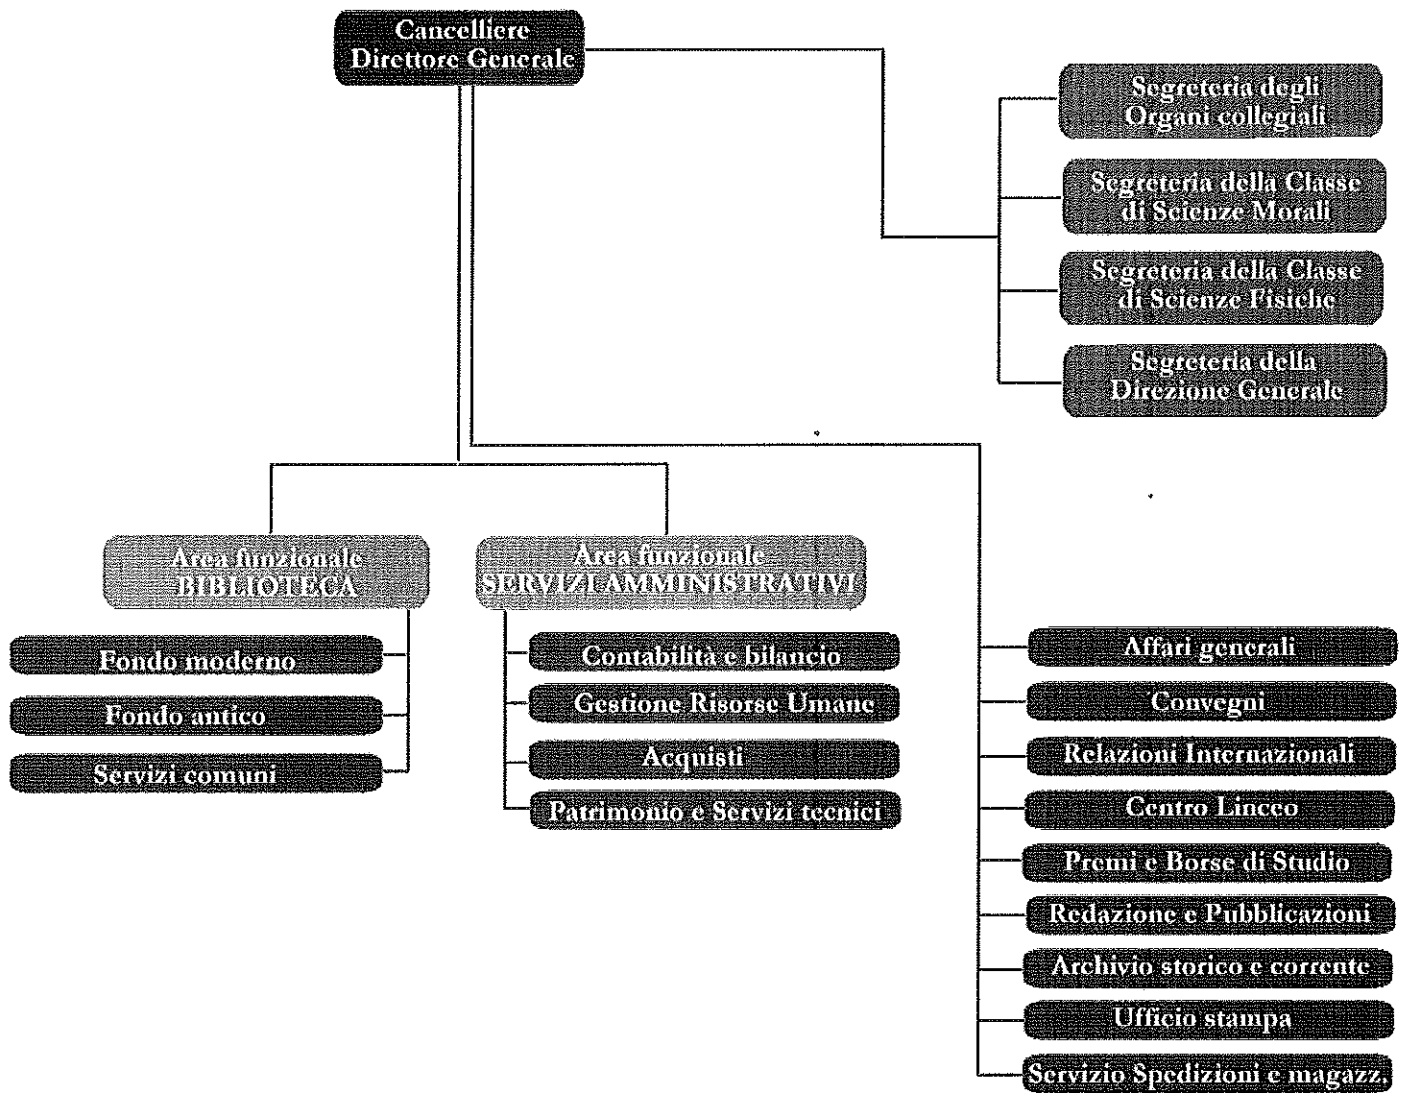 Cancelliere
Direttore Generale
Segreteria degli
Organi collegiali
Segreteria della Classe
di Scienze Morali
Segreteria della Classe
di Scienze Fisiche
Segreteria della
Direzione Generale
Area funzionale
BIBLIOTECA
Fondo moderno
Fondo antico
Servizi comuni
Area funzionale
SERVIZI AMMINISTRATIVI
Contabilità e bilancio
Gestione Risorse Umane
Acquisti
Patrimonio e Servizi tecnici
Affari generali
Convegni
Relazioni Internazionali
Centro Linceo
Premi e Borse di Studio
Redazione e Pubblicazioni
Archivio storico e corrente
Ufficio stampa
Servizio Spedizioni e magazz.